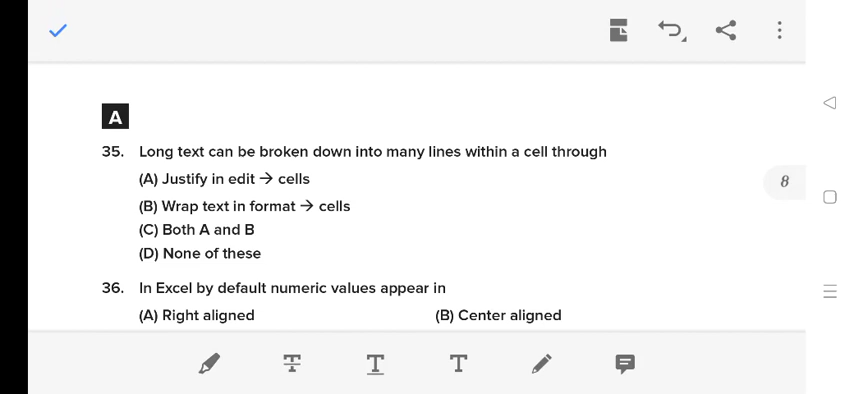 A
35. Long text can be broken down into many lines within a cell through
(A) Justify in edit → cells
8
(B) Wrap text in format → cells
(C) Both A and B
(D) None of these
36. In Excel by default numeric values appear in
(A) Right aligned (B) Center aligned
T T T